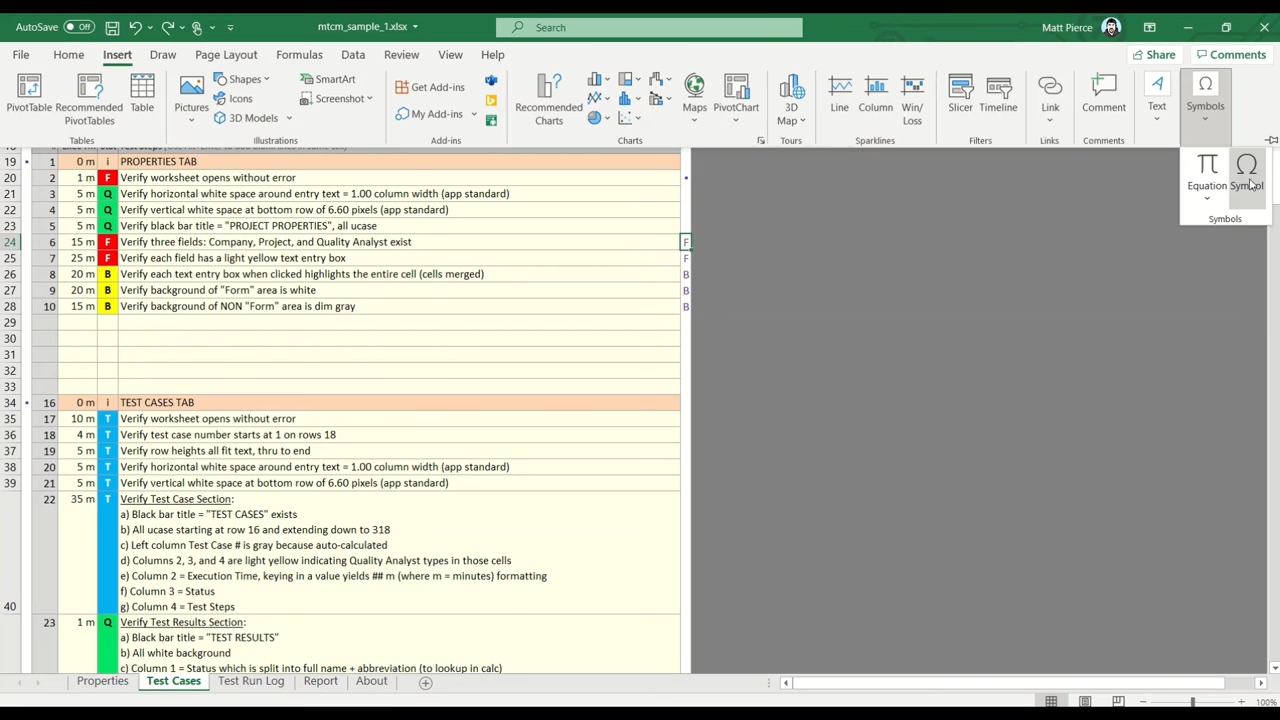 AutoSave Off mtcm_sample_1.xlsx Search Matt Pierce
File Home Insert Draw Page Layout Formulas Data Review View Help Share Comments
PivotTable Recommended PivotTables Table Pictures Shapes Icons 3D Models SmartArt Screenshot Get Add-ins My Add-ins Recommended Charts Maps PivotChart 3D Map Line Column Win/Loss Slicer Timeline Link Comment Text Symbols
Tables Illustrations Add-ins Charts Tours Sparklines Filters Links Comments
Equation Symbol
Symbols
19 1 0 m i PROPERTIES TAB
20 2 1 m F Verify worksheet opens without error
21 3 5 m Q Verify horizontal white space around entry text = 1.00 column width (app standard)
22 4 5 m Q Verify vertical white space at bottom row of 6.60 pixels (app standard)
23 5 5 m Q Verify black bar title = "PROJECT PROPERTIES", all ucase
24 6 15 m F Verify three fields: Company, Project, and Quality Analyst exist F
25 7 25 m F Verify each field has a light yellow text entry box F
26 8 20 m B Verify each text entry box when clicked highlights the entire cell (cells merged) B
27 9 20 m B Verify background of "Form" area is white B
28 10 15 m B Verify background of NON "Form" area is dim gray B
29
30
31
32
33
34 16 0 m i TEST CASES TAB
35 17 10 m T Verify worksheet opens without error
36 18 4 m T Verify test case number starts at 1 on rows 18
37 19 5 m T Verify row heights all fit text, thru to end
38 20 5 m T Verify horizontal white space around entry text = 1.00 column width (app standard)
39 21 5 m T Verify vertical white space at bottom row of 6.60 pixels (app standard)
22 35 m T Verify Test Case Section:
a) Black bar title = "TEST CASES" exists
b) All ucase starting at row 16 and extending down to 318
c) Left column Test Case # is gray because auto-calculated
d) Columns 2, 3, and 4 are light yellow indicating Quality Analyst types in those cells
e) Column 2 = Execution Time, keying in a value yields ## m (where m = minutes) formatting
f) Column 3 = Status
40 g) Column 4 = Test Steps
23 1 m Q Verify Test Results Section:
a) Black bar title = "TEST RESULTS"
b) All white background
c) Column 1 = Status which is split into full name + abbreviation (to lookup in calc)
Properties Test Cases Test Run Log Report About
100%